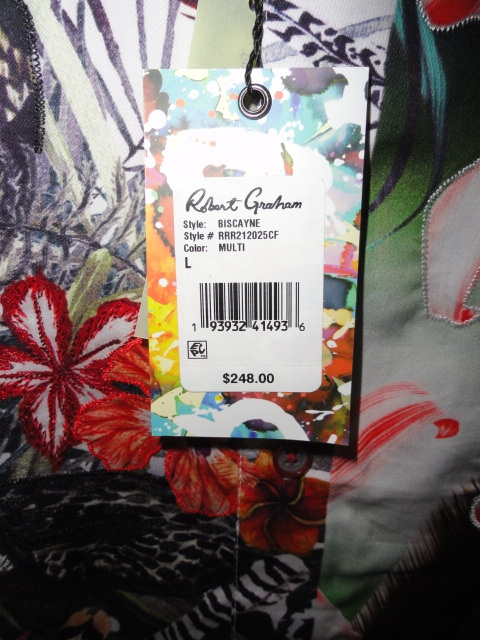 Robert Graham
Style: BISCAYNE
Style # RRR212025CF
Color: MULTI
L
1 93932 41493 6
$248.00